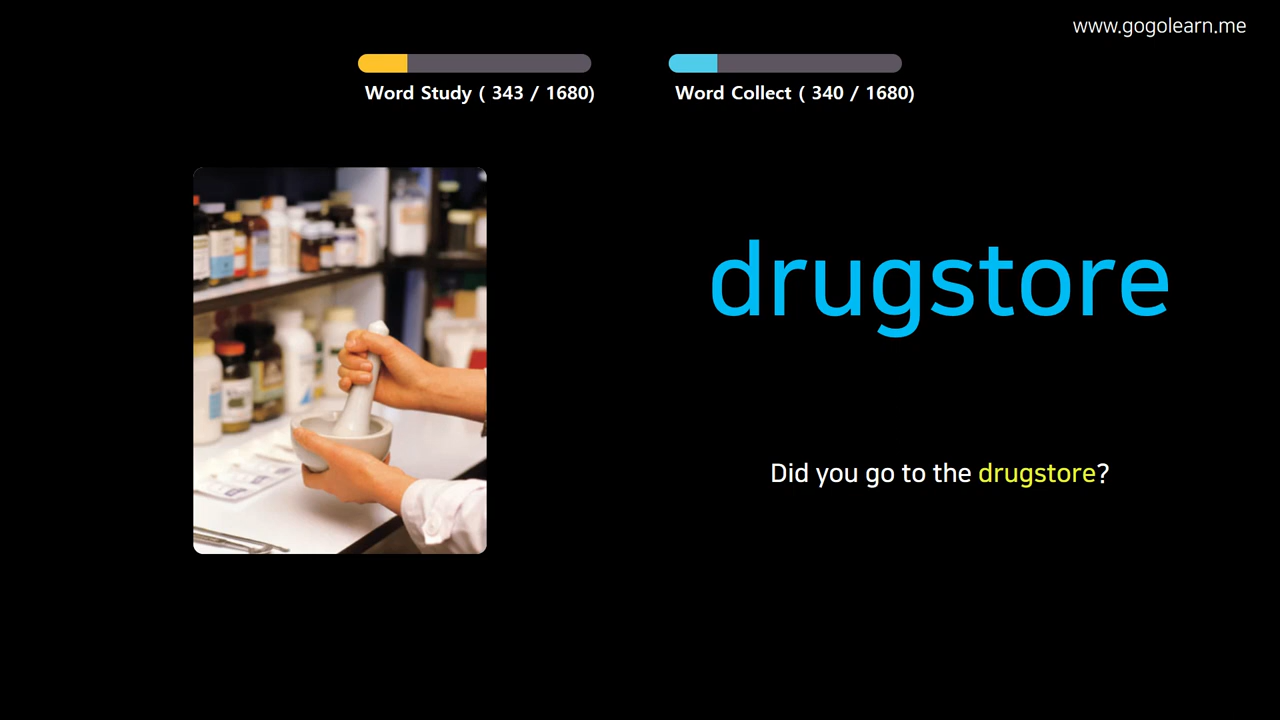 www.gogolearn.me
Word Study ( 343 / 1680)
Word Collect ( 340 / 1680)
drugstore
Did you go to the drugstore?